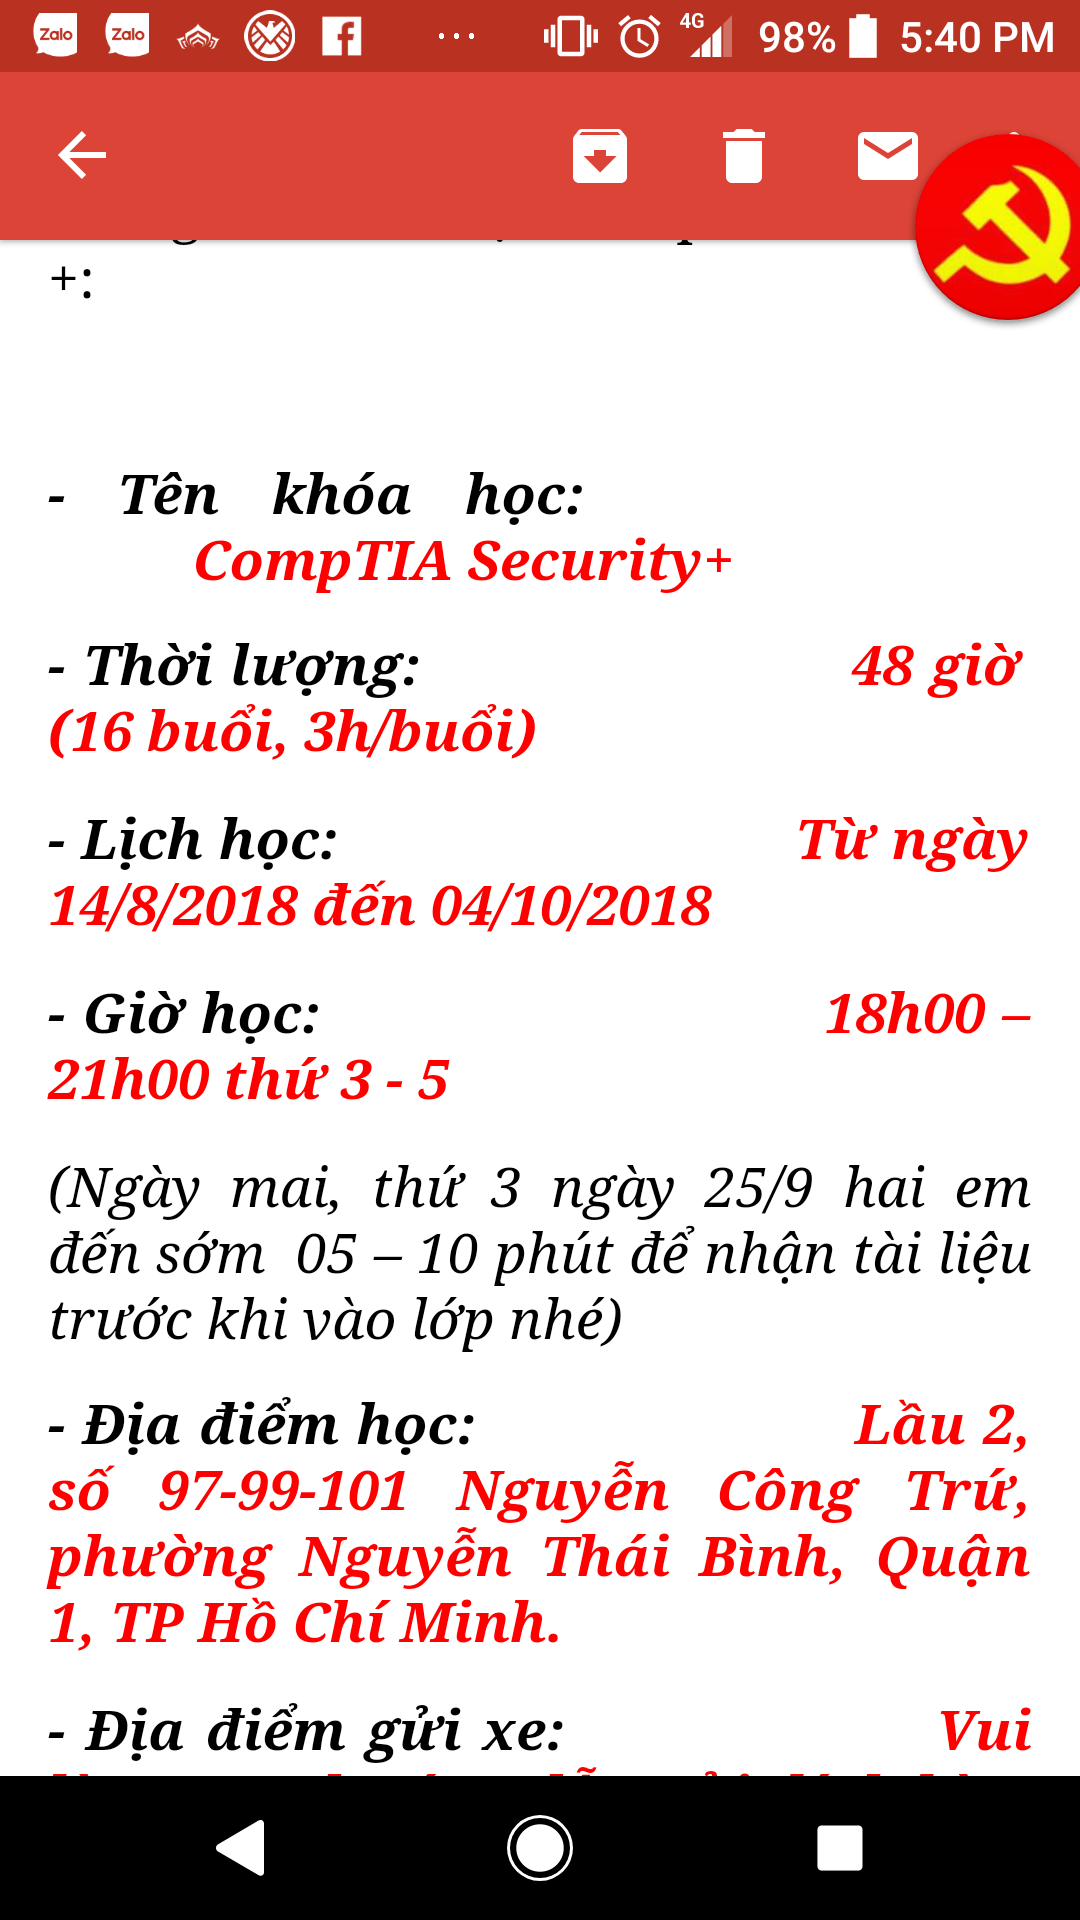 Zalo Zalo 4G 98% 5:40 PM
+:
- Tên khóa học:
CompTIA Security+
- Thời lượng: 48 giờ
(16 buổi, 3h/buổi)
- Lịch học: Từ ngày
14/8/2018 đến 04/10/2018
- Giờ học: 18h00 –
21h00 thứ 3 - 5
(Ngày mai, thứ 3 ngày 25/9 hai em
đến sớm 05 – 10 phút để nhận tài liệu
trước khi vào lớp nhé)
- Địa điểm học: Lầu 2,
số 97-99-101 Nguyễn Công Trứ,
phường Nguyễn Thái Bình, Quận
1, TP Hồ Chí Minh.
- Địa điểm gửi xe: Vui